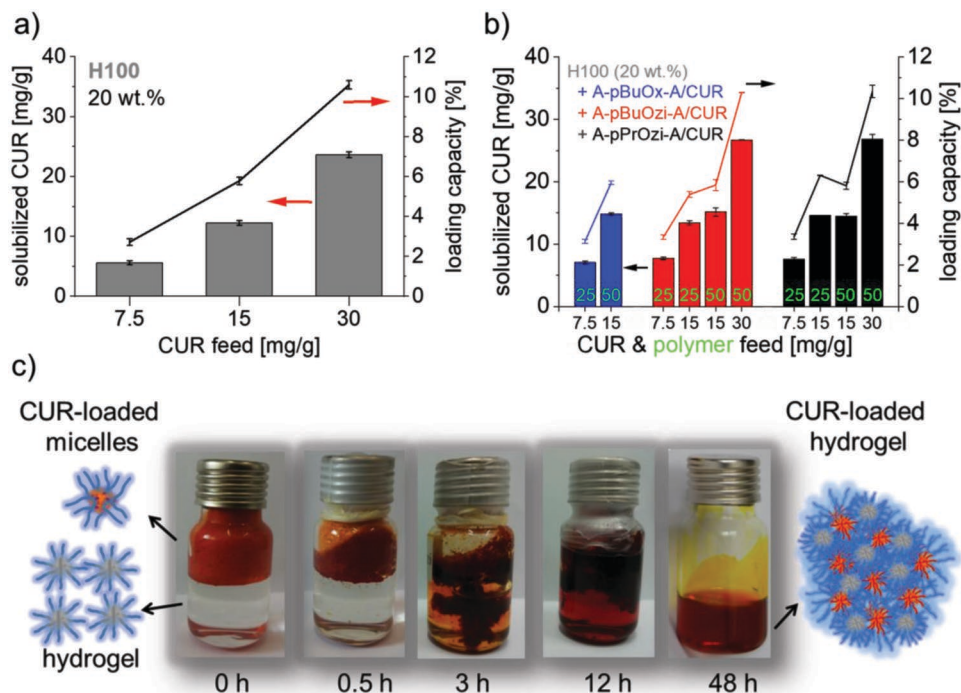 a)
H100
20 wt.%
solubilized CUR [mg/g]
0
10
20
30
40
loading capacity [%]
0
2
4
6
8
10
12
7.5 15 30
CUR feed [mg/g]
b)
H100 (20 wt.%)
+ A-pBuOx-A/CUR
+ A-pBuOzi-A/CUR
+ A-pPrOzi-A/CUR
solubilized CUR [mg/g]
0
10
20
30
40
loading capacity [%]
0
2
4
6
8
10
12
25 50 25 25 50 50 25 25 50 50
7.5 15 7.5 15 15 30 7.5 15 15 30
CUR & polymer feed [mg/g]
c)
CUR-loaded
micelles
hydrogel
CUR-loaded
hydrogel
0 h 0.5 h 3 h 12 h 48 h